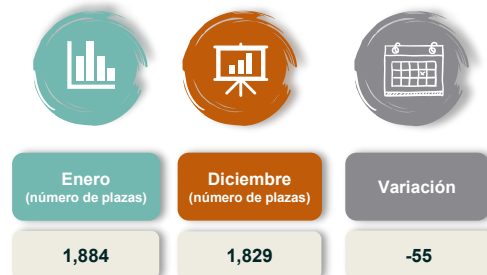 Enero
(número de plazas)
Diciembre
(número de plazas)
Variación
1,884
1,829
-55